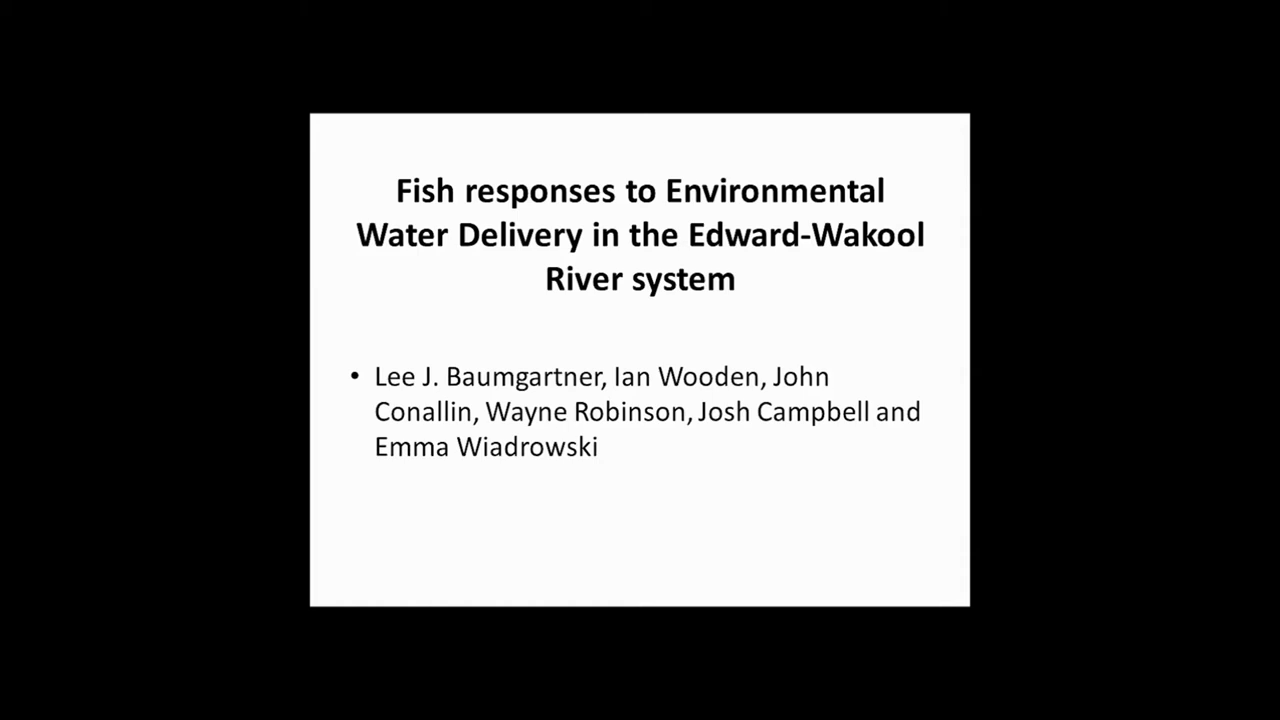 Fish responses to Environmental
Water Delivery in the Edward-Wakool
River system
• Lee J. Baumgartner, Ian Wooden, John
Conallin, Wayne Robinson, Josh Campbell and
Emma Wiadrowski